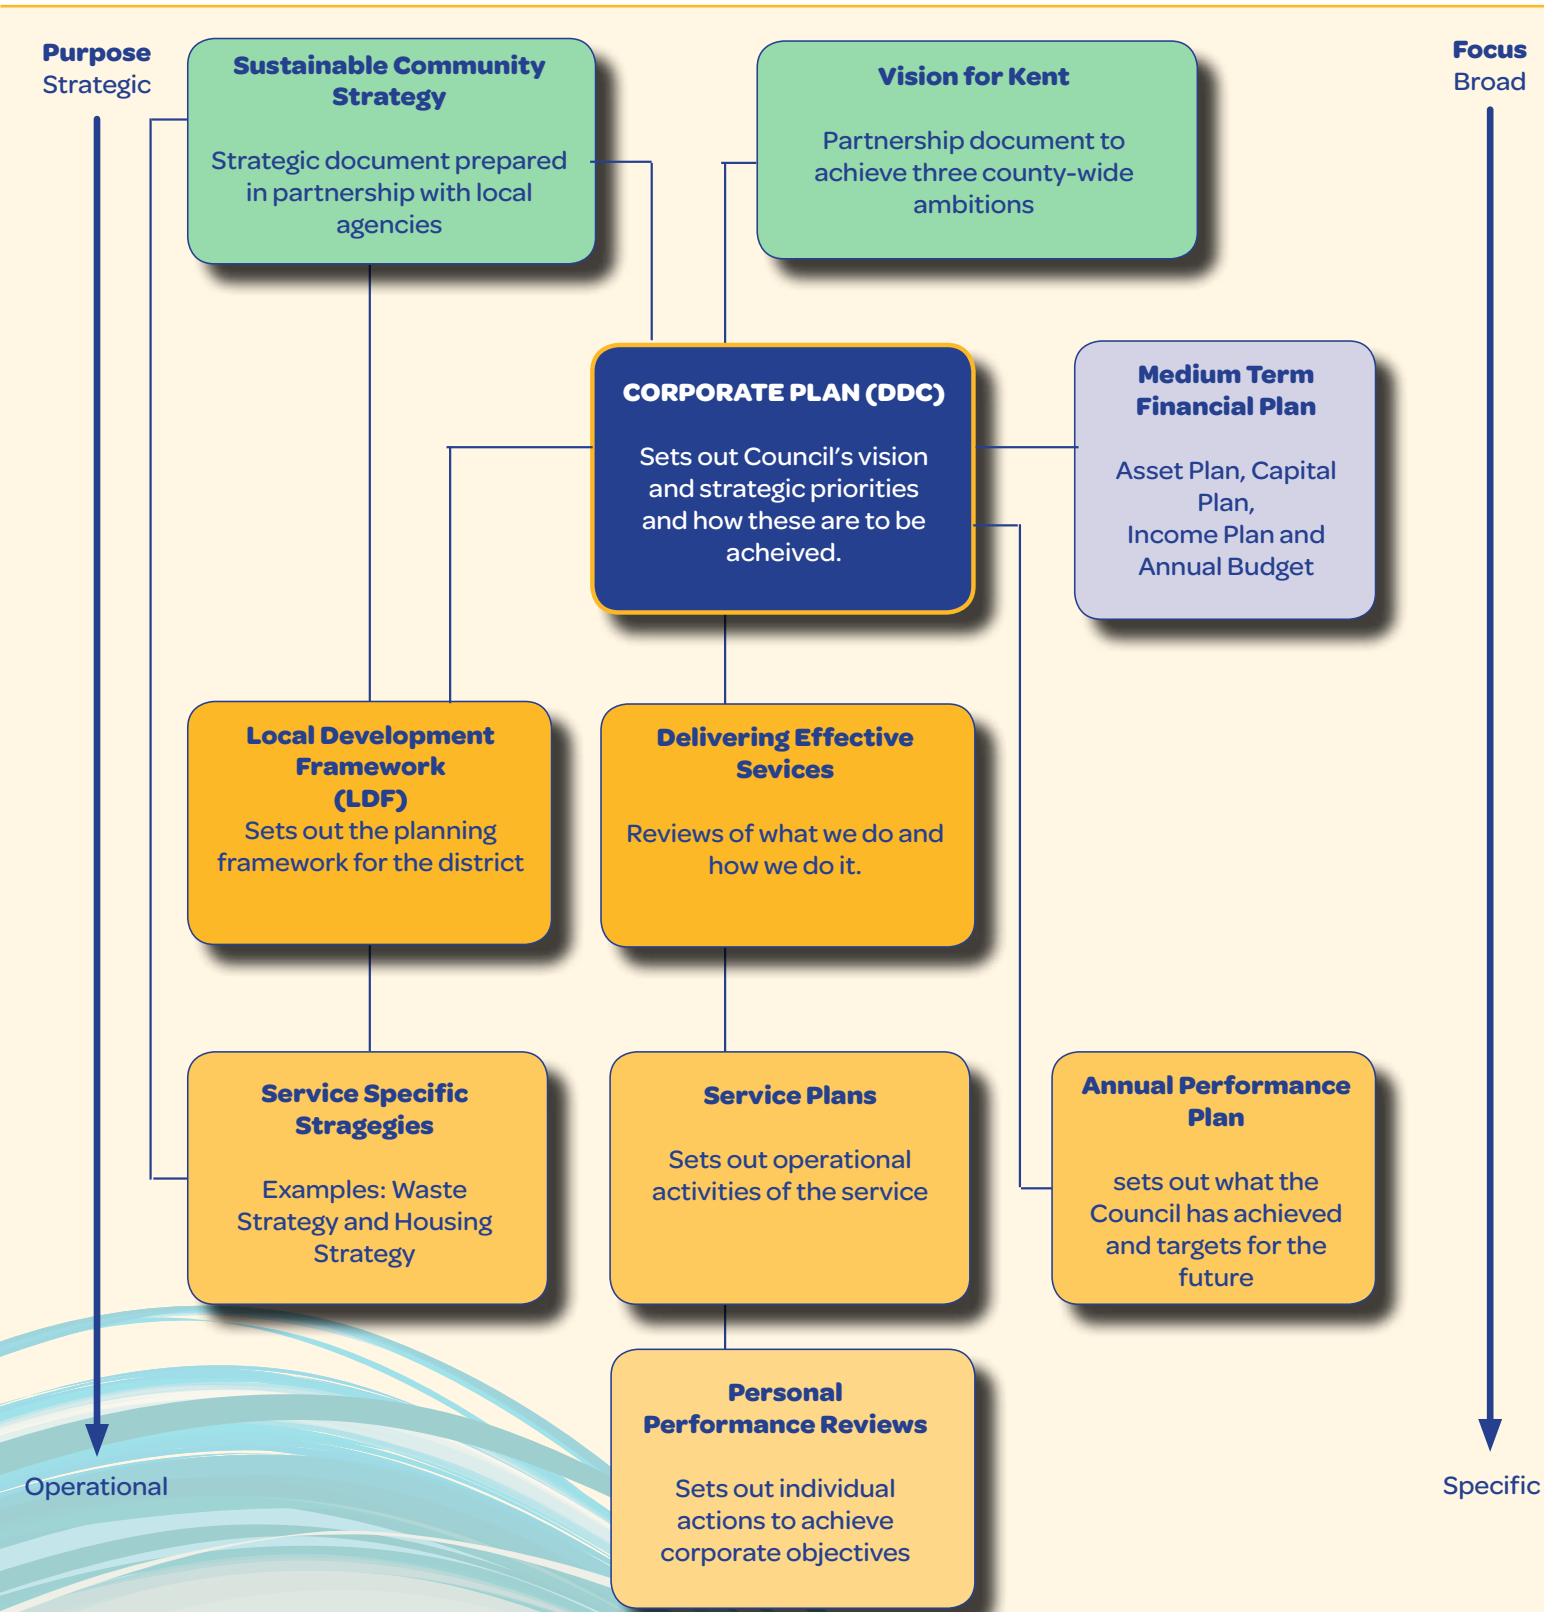 Purpose
Strategic
Sustainable Community
Strategy
Strategic document prepared
in partnership with local
agencies
Vision for Kent
Partnership document to
achieve three county-wide
ambitions
Focus
Broad
CORPORATE PLAN (DDC)
Sets out Council's vision
and strategic priorities
and how these are to be
acheived.
Medium Term
Financial Plan
Asset Plan, Capital
Plan,
Income Plan and
Annual Budget
Local Development
Framework
(LDF)
Sets out the planning
framework for the district
Delivering Effective
Sevices
Reviews of what we do and
how we do it.
Service Specific
Stragegies
Examples: Waste
Strategy and Housing
Strategy
Service Plans
Sets out operational
activities of the service
Annual Performance
Plan
sets out what the
Council has achieved
and targets for the
future
Personal
Performance Reviews
Sets out individual
actions to achieve
corporate objectives
Operational
Specific